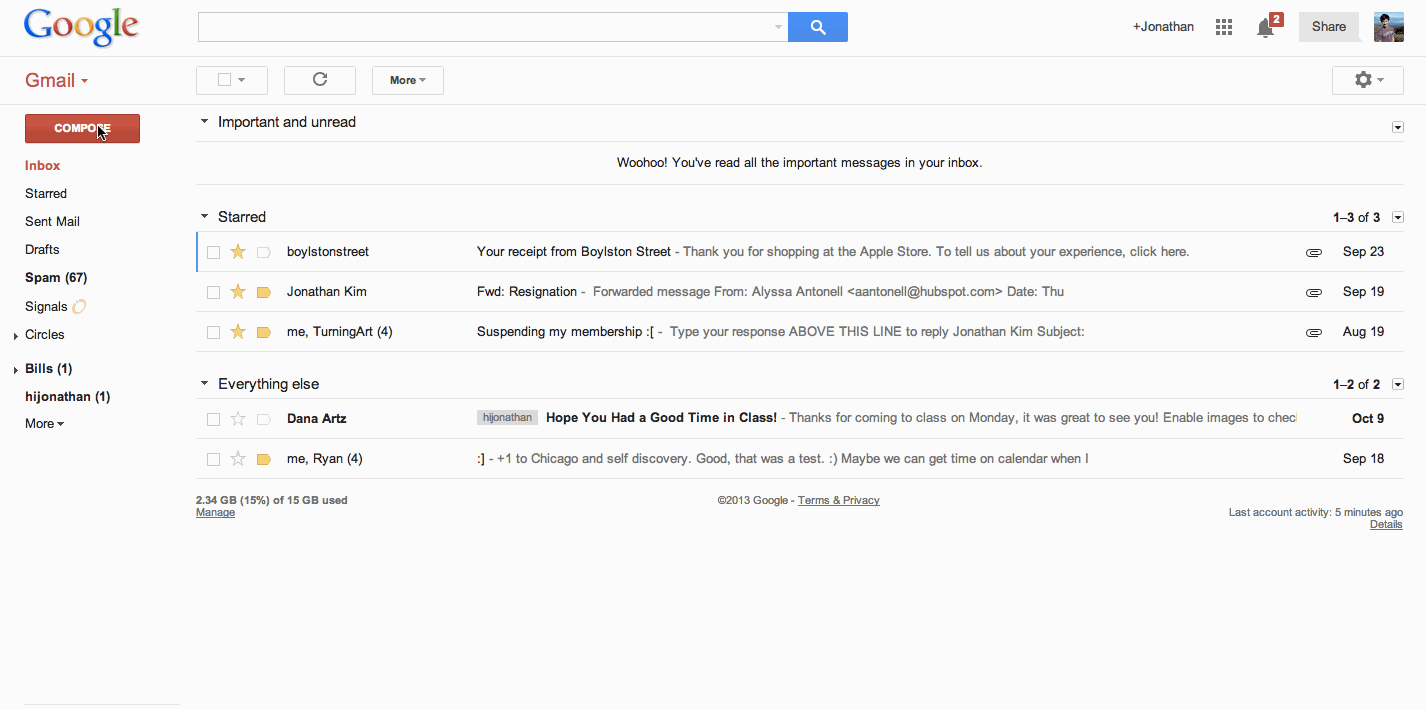 Google
+Jonathan
2
Share
Gmail
More
COMPOSE
Inbox
Starred
Sent Mail
Drafts
Spam (67)
Signals
Circles
Bills (1)
hijonathan (1)
More
Important and unread
Woohoo! You've read all the important messages in your inbox.
Starred
1–3 of 3
boylstonstreet Your receipt from Boylston Street - Thank you for shopping at the Apple Store. To tell us about your experience, click here. Sep 23
Jonathan Kim Fwd: Resignation - Forwarded message From: Alyssa Antonell <aantonell@hubspot.com> Date: Thu Sep 19
me, TurningArt (4) Suspending my membership :[ - Type your response ABOVE THIS LINE to reply Jonathan Kim Subject: Aug 19
Everything else
1–2 of 2
Dana Artz hijonathan Hope You Had a Good Time in Class! - Thanks for coming to class on Monday, it was great to see you! Enable images to chec Oct 9
me, Ryan (4) :] - +1 to Chicago and self discovery. Good, that was a test. :) Maybe we can get time on calendar when I Sep 18
2.34 GB (15%) of 15 GB used
Manage
©2013 Google - Terms & Privacy
Last account activity: 5 minutes ago
Details